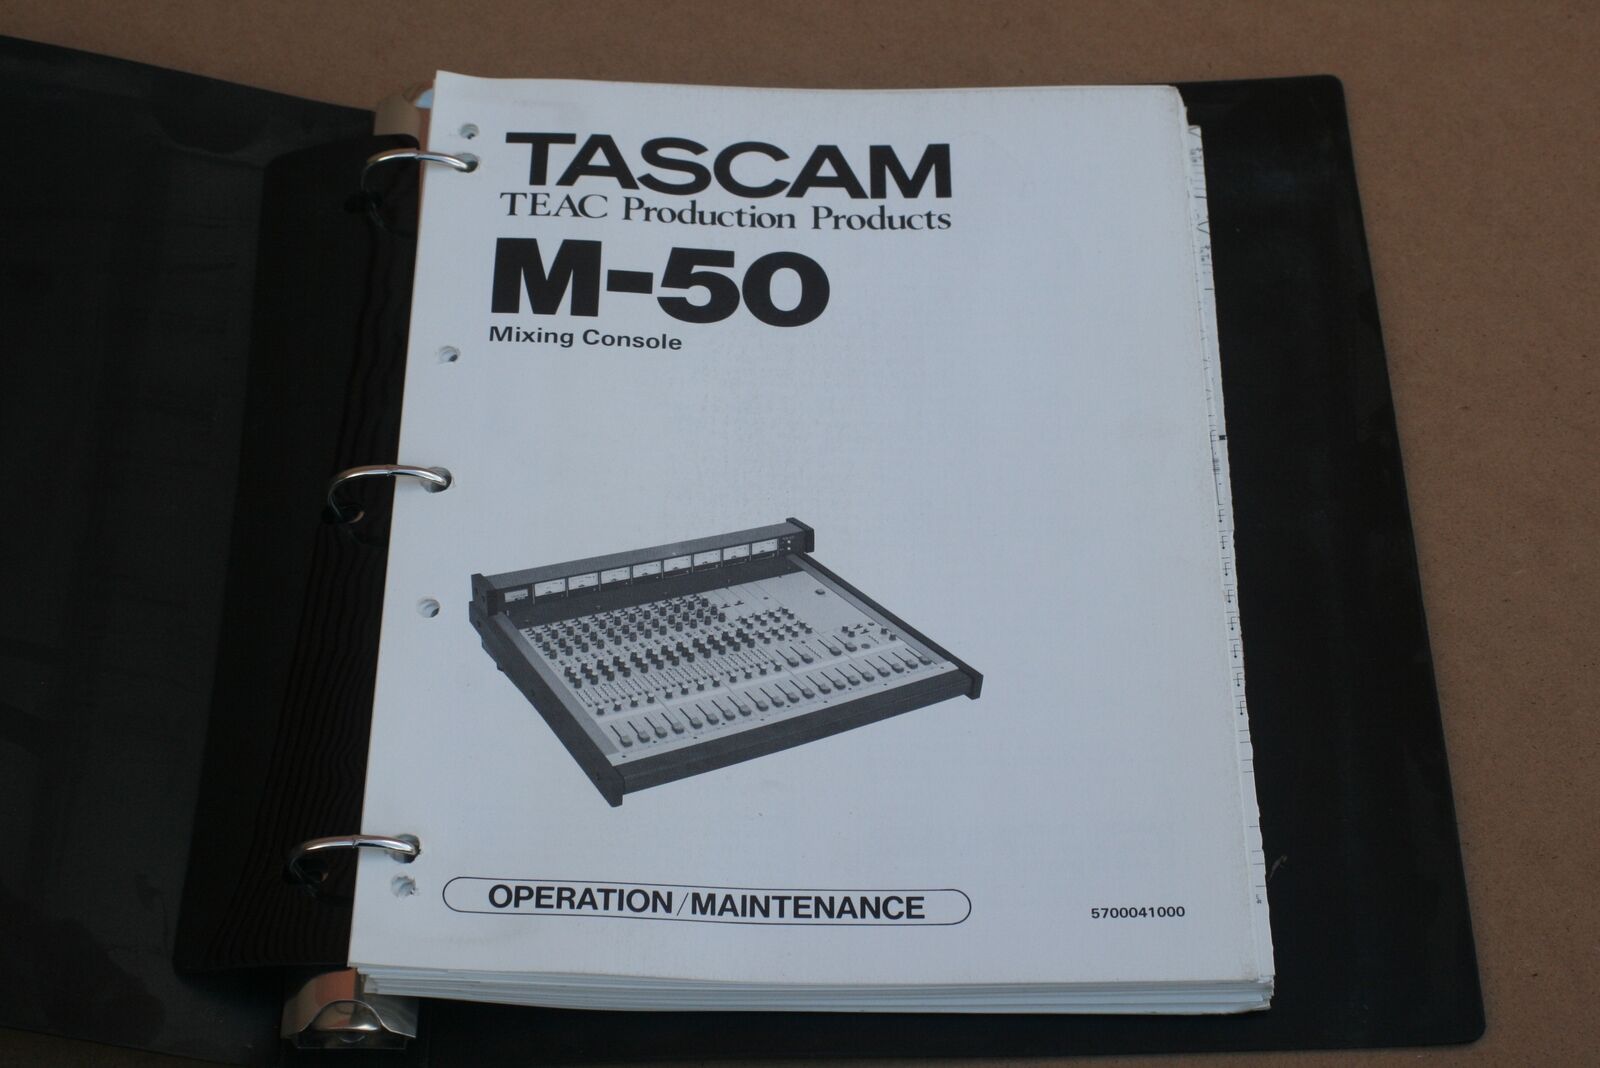 TASCAM
TEAC Production Products
M-50
Mixing Console
OPERATION/MAINTENANCE
5700041000